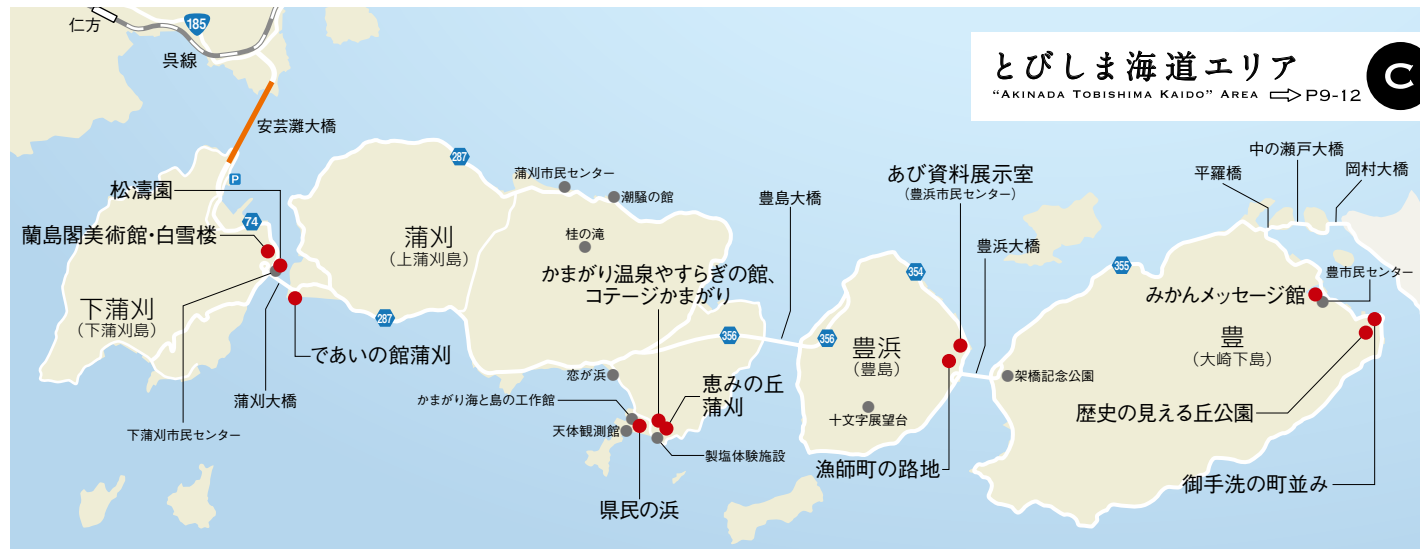 仁方
185
呉線
とびしま海道エリア
"AKINADA TOBISHIMA KAIDO" AREA ⇨P9-12
C
安芸灘大橋
中の瀬戸大橋
平羅橋
岡村大橋
287
蒲刈市民センター
潮騒の館
豊島大橋
あび資料展示室
(豊浜市民センター)
P
松濤園
74
蘭島閣美術館・白雪楼
蒲刈
(上蒲刈島)
桂の滝
豊浜大橋
354
355
かまがり温泉やすらぎの館、
コテージかまがり
豊市民センター
みかんメッセージ館
下蒲刈
(下蒲刈島)
287
356
356
豊浜
(豊島)
豊
(大崎下島)
であいの館蒲刈
恋が浜
架橋記念公園
恵みの丘
蒲刈
蒲刈大橋
かまがり海と島の工作館
歴史の見える丘公園
下蒲刈市民センター
天体観測館
十文字展望台
製塩体験施設
漁師町の路地
御手洗の町並み
県民の浜